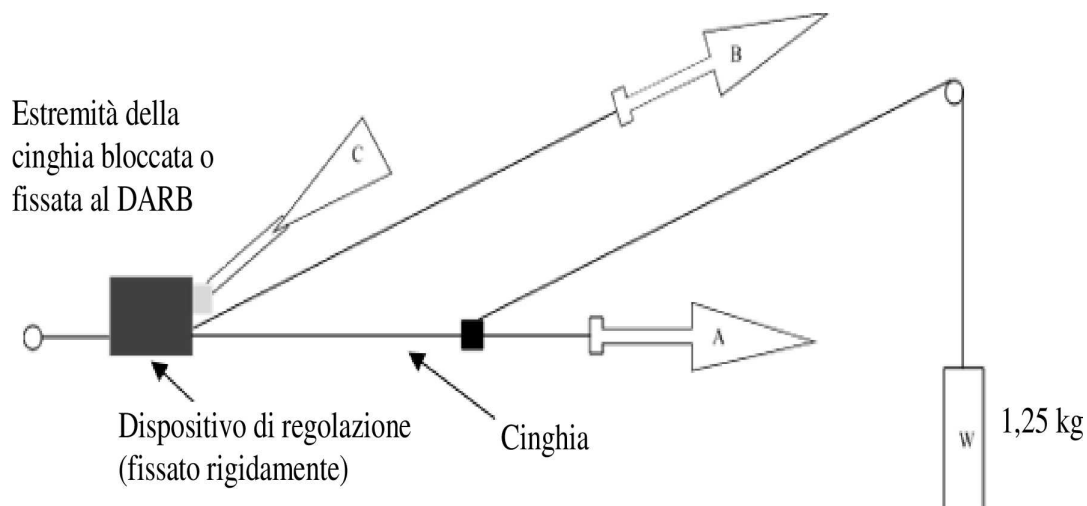 B
Estremità della
cinghia bloccata o
fissata al DARB
C
A
Dispositivo di regolazione
(fissato rigidamente)
Cinghia
W
1,25 kg